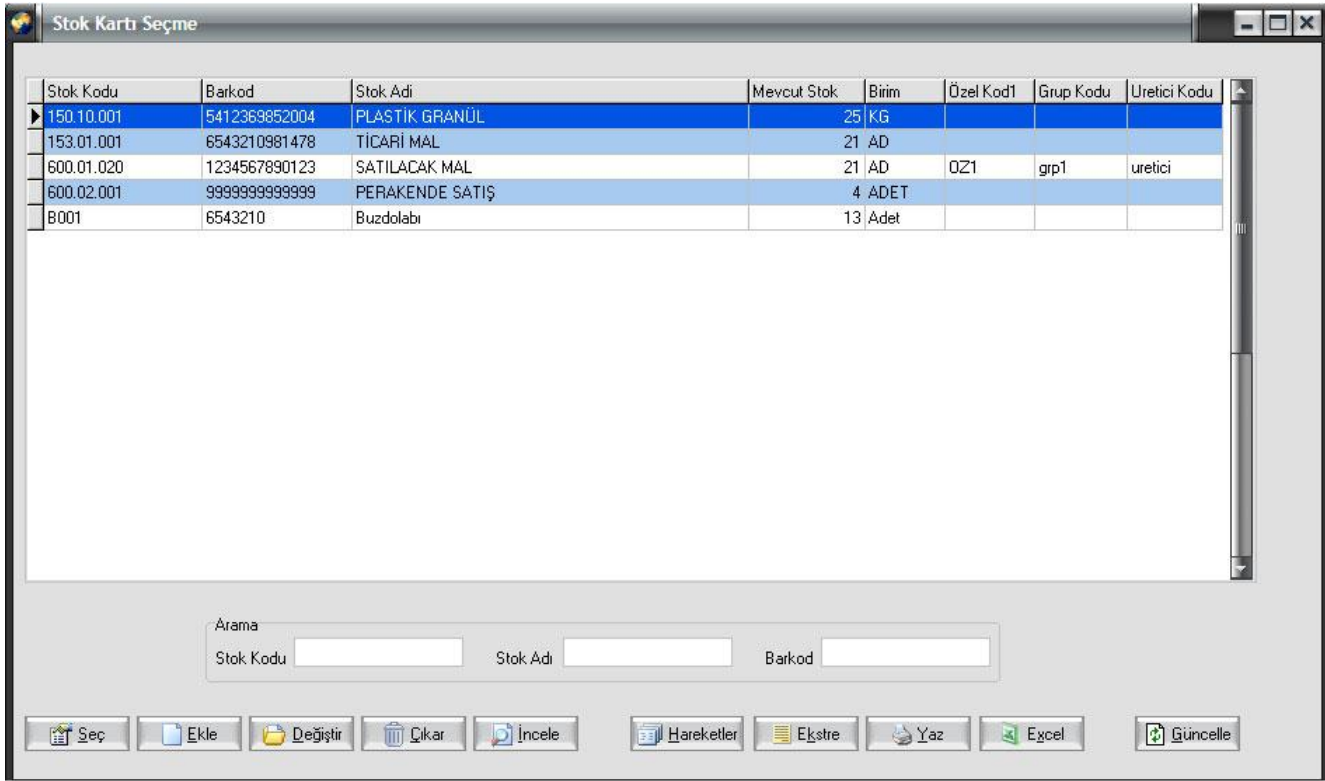 Stok Kartı Seçme
Stok Kodu Barkod Stok Adi Mevcut Stok Birim Özel Kod1 Grup Kodu Uretici Kodu
150.10.001 5412369852004 PLASTİK GRANÜL 25 KG
153.01.001 6543210981478 TİCARİ MAL 21 AD
600.01.020 1234567890123 SATILACAK MAL 21 AD OZ1 grp1 uretici
600.02.001 9999999999999 PERAKENDE SATIŞ 4 ADET
B001 6543210 Buzdolabı 13 Adet
Arama
Stok Kodu Stok Adı Barkod
Seç Ekle Değiştir Çıkar İncele Hareketler Ekstre Yaz Excel Güncelle